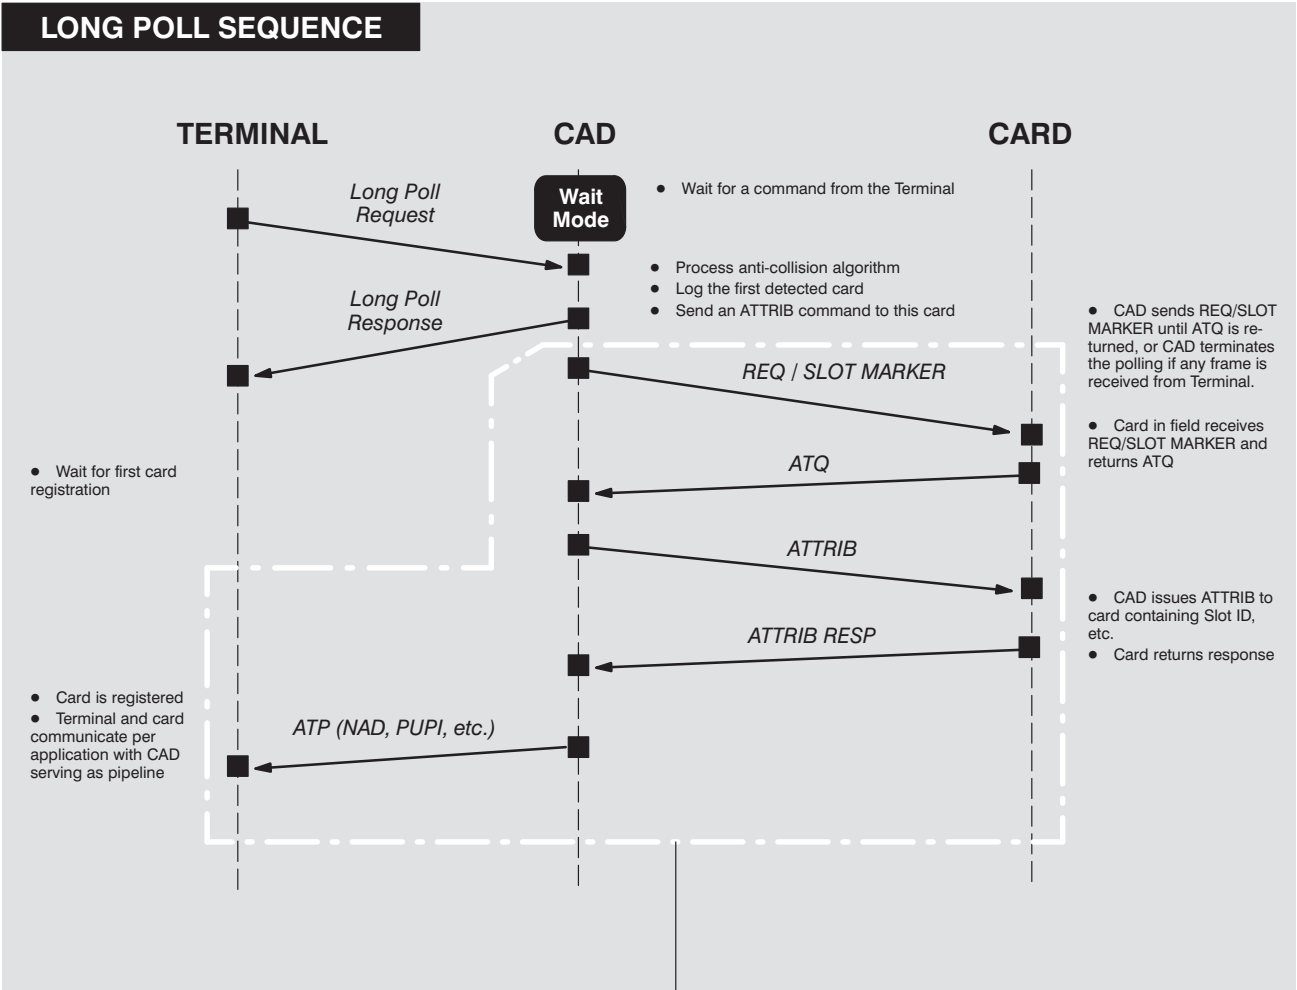 LONG POLL SEQUENCE
TERMINAL
CAD
CARD
Long Poll
Request
Wait
Mode
● Wait for a command from the Terminal
● Process anti-collision algorithm
● Log the first detected card
● Send an ATTRIB command to this card
Long Poll
Response
● CAD sends REQ/SLOT
MARKER until ATQ is re-
turned, or CAD terminates
the polling if any frame is
received from Terminal.
REQ / SLOT MARKER
● Card in field receives
REQ/SLOT MARKER and
returns ATQ
ATQ
● Wait for first card
registration
ATTRIB
● CAD issues ATTRIB to
card containing Slot ID,
etc.
● Card returns response
ATTRIB RESP
● Card is registered
● Terminal and card
communicate per
application with CAD
serving as pipeline
ATP (NAD, PUPI, etc.)